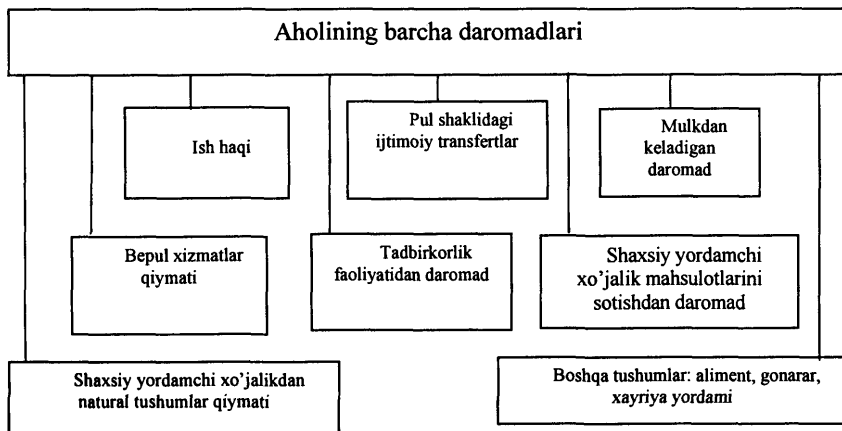 Aholining barcha daromadlari
Ish haqi
Pul shaklidagi
ijtimoiy transfertlar
Mulkdan
keladigan
daromad
Bepul xizmatlar
qiymati
Tadbirkorlik
faoliyatidan daromad
Shaxsiy yordamchi
xo’jalik mahsulotlarini
sotishdan daromad
Shaxsiy yordamchi xo’jalikdan
natural tushumlar qiymati
Boshqa tushumlar: aliment, gonarar,
xayriya yordami